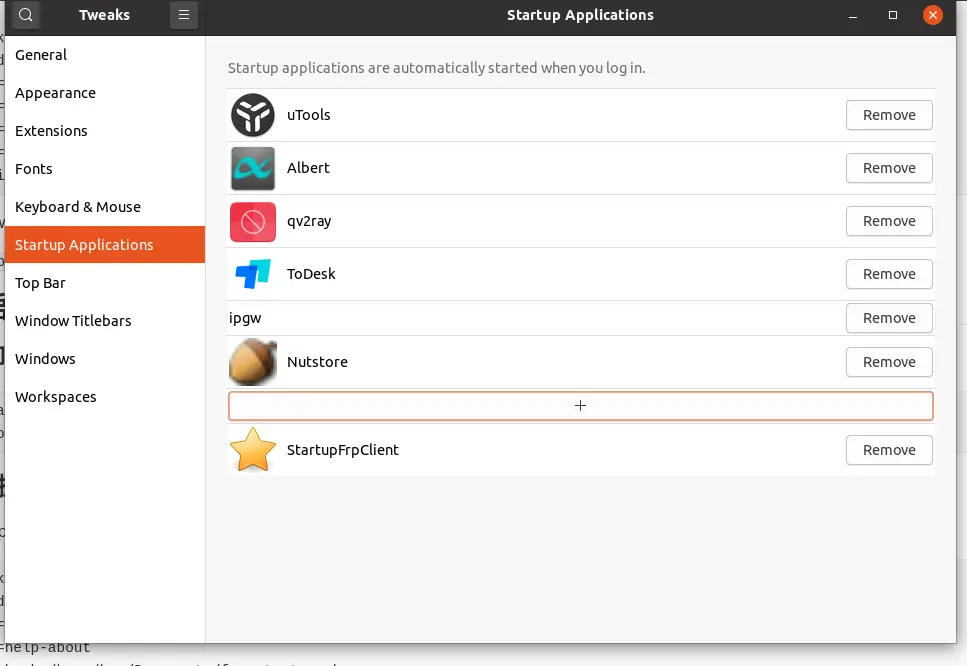 Tweaks
Startup Applications
General
Appearance
Extensions
Fonts
Keyboard & Mouse
Startup Applications
Top Bar
Window Titlebars
Windows
Workspaces
Startup applications are automatically started when you log in.
uTools Remove
Albert Remove
qv2ray Remove
ToDesk Remove
ipgw Remove
Nutstore Remove
+
StartupFrpClient Remove
=help-about